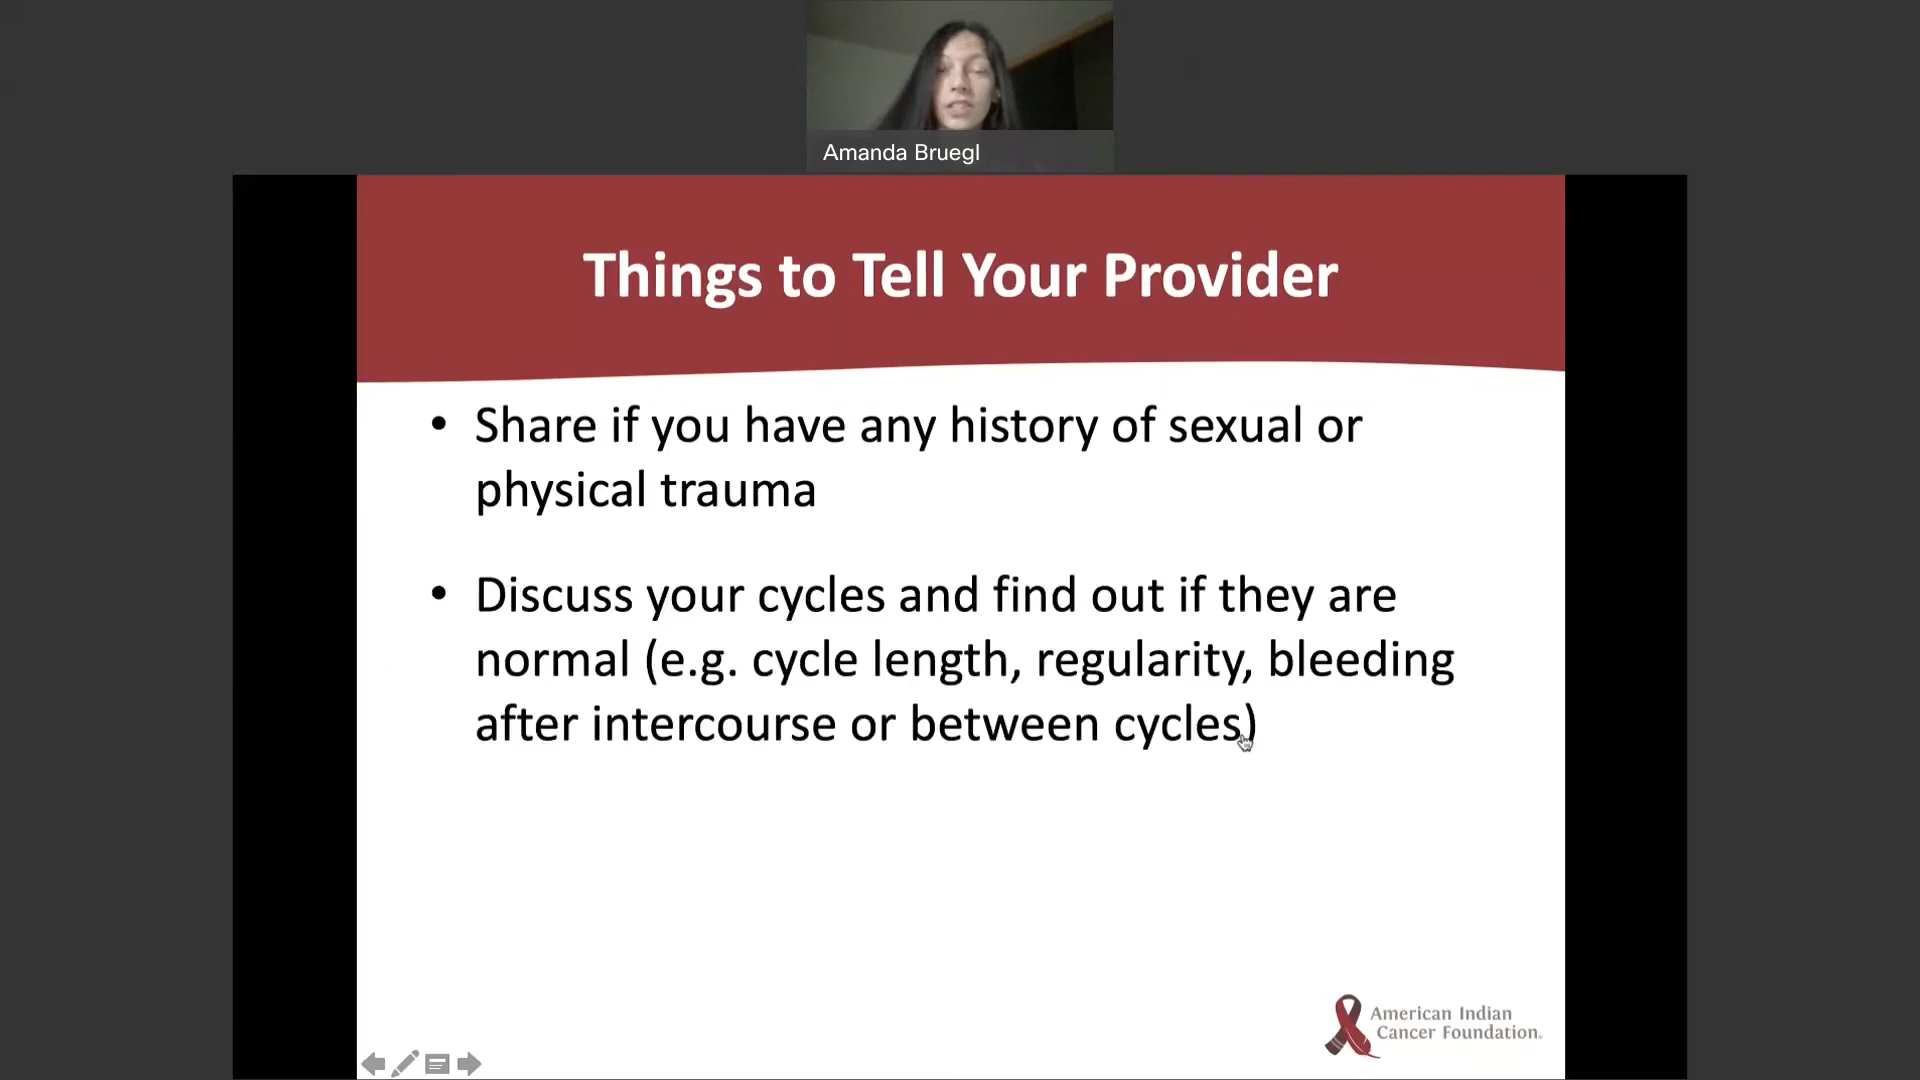 Amanda Bruegl
Things to Tell Your Provider
• Share if you have any history of sexual or
physical trauma
• Discuss your cycles and find out if they are
normal (e.g. cycle length, regularity, bleeding
after intercourse or between cycles)
American Indian
Cancer Foundation.